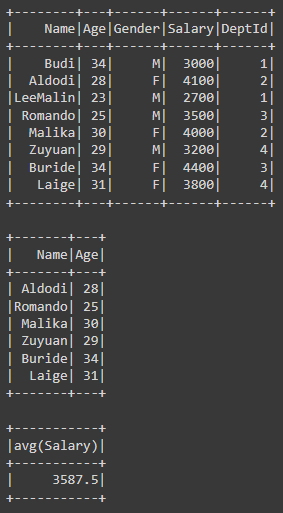 +--------+---+------+------+------+
|    Name|Age|Gender|Salary|DeptId|
+--------+---+------+------+------+
|    Budi| 34|     M|  3000|     1|
|  Aldodi| 28|     F|  4100|     2|
|LeeMalin| 23|     M|  2700|     1|
| Romando| 25|     M|  3500|     3|
|  Malika| 30|     F|  4000|     2|
|  Zuyuan| 29|     M|  3200|     4|
|  Buride| 34|     F|  4400|     3|
|   Laige| 31|     F|  3800|     4|
+--------+---+------+------+------+
+-------+---+
|   Name|Age|
+-------+---+
| Aldodi| 28|
|Romando| 25|
| Malika| 30|
| Zuyuan| 29|
| Buride| 34|
|  Laige| 31|
+-------+---+
+-----------+
|avg(Salary)|
+-----------+
|     3587.5|
+-----------+